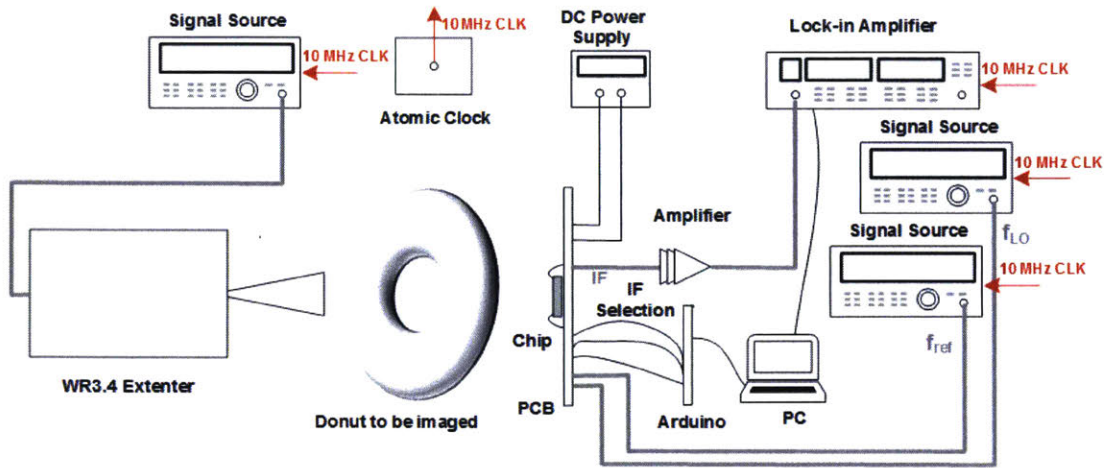 Signal Source
10 MHz CLK
10 MHz CLK
Atomic Clock
DC Power
Supply
Lock-in Amplifier
10 MHz CLK
Signal Source
10 MHz CLK
fLO
Signal Source
10 MHz CLK
fref
Amplifier
IF
IF
Selection
Chip
PCB
Arduino
PC
WR3.4 Extenter
Donut to be imaged